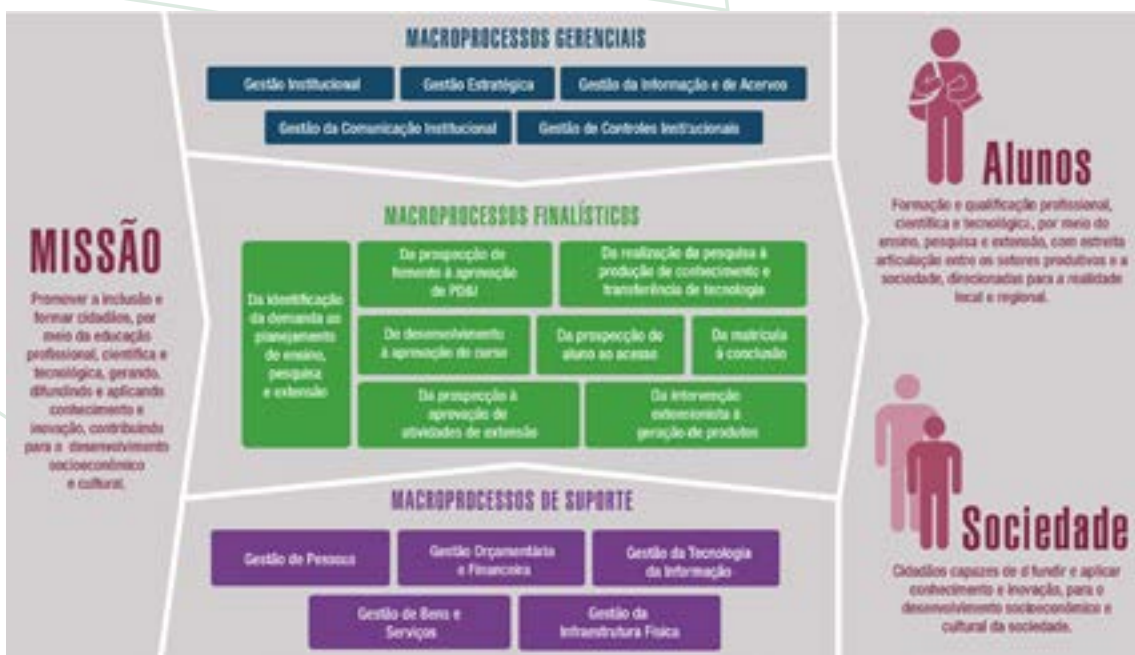 MISSÃO
Promover a inclusão e
formar cidadãos, por
meio da educação
profissional, científica e
tecnológica, gerando,
difundindo e aplicando
conhecimento e
inovação, contribuindo
para o desenvolvimento
socioeconômico
e cultural.
MACROPROCESSOS GERENCIAIS
Gestão Institucional
Gestão Estratégica
Gestão da Informação e de Acervos
Gestão da Comunicação Institucional
Gestão de Controles Institucionais
MACROPROCESSOS FINALÍSTICOS
Da identificação
da demanda ao
planejamento
de ensino,
pesquisa
e extensão
Da prospecção de
fomento à aprovação
de PD&I
Da realização da pesquisa à
produção de conhecimento e
transferência de tecnologia
De desenvolvimento
à aprovação do curso
Da prospecção do
aluno ao acesso
Da matrícula
à conclusão
Da prospecção à
aprovação de
atividades de extensão
Da intervenção
extensionista à
geração de produtos
MACROPROCESSOS DE SUPORTE
Gestão de Pessoas
Gestão Orçamentária
e Financeira
Gestão da Tecnologia
da Informação
Gestão de Bens e
Serviços
Gestão da
Infraestrutura Física
Alunos
Formação e qualificação profissional,
científica e tecnológica, por meio do
ensino, pesquisa e extensão, com estreita
articulação entre os setores produtivos e a
sociedade, direcionadas para a realidade
local e regional.
Sociedade
Cidadãos capazes de d fundir e aplicar
conhecimento e inovação, para o
desenvolvimento socioeconômico e
cultural da sociedade.